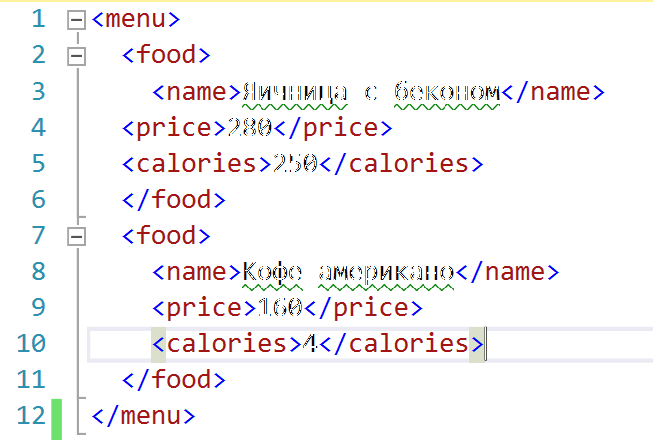 1 <menu>
2 <food>
3 <name>Яичница с беконом</name>
4 <price>280</price>
5 <calories>250</calories>
6 </food>
7 <food>
8 <name>Кофе американо</name>
9 <price>160</price>
10 <calories>4</calories>
11 </food>
12 </menu>